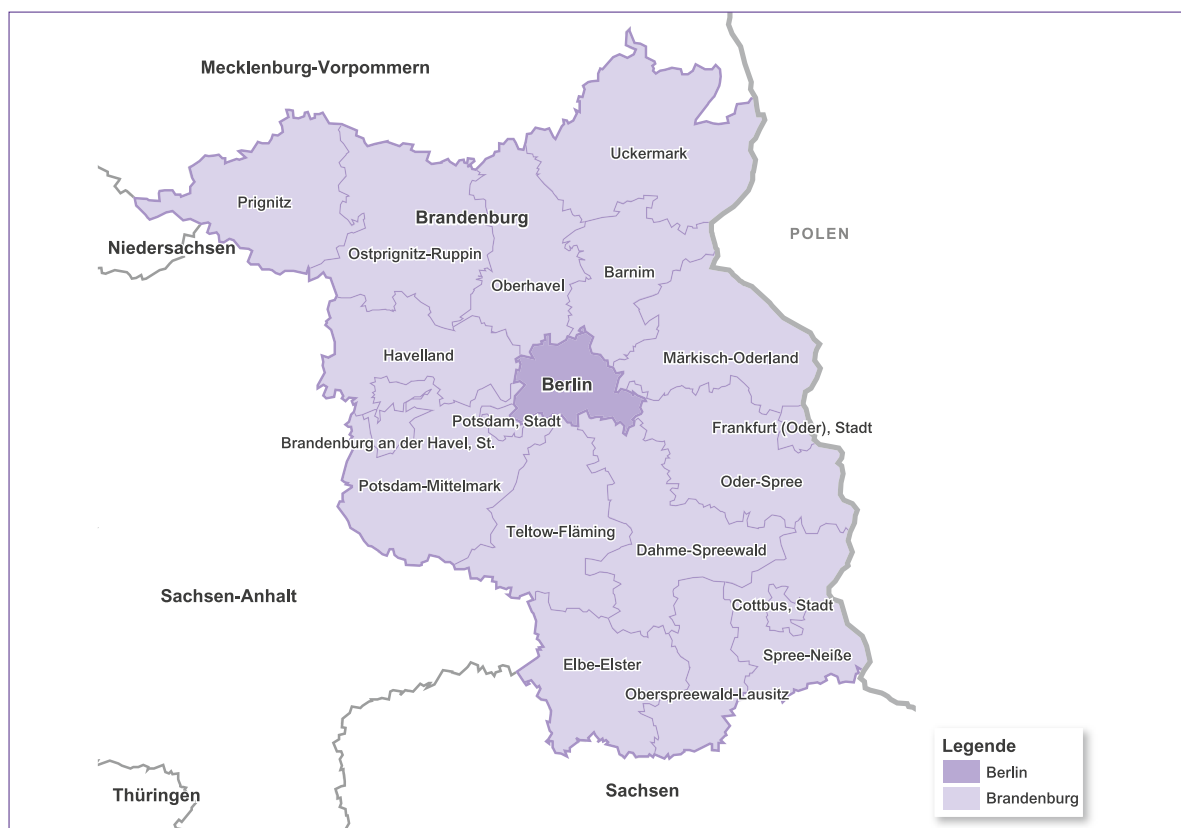 Mecklenburg-Vorpommern
Uckermark
Prignitz
Brandenburg
POLEN
Niedersachsen
Ostprignitz-Ruppin
Barnim
Oberhavel
Havelland
Märkisch-Oderland
Berlin
Potsdam, Stadt
Frankfurt (Oder), Stadt
Brandenburg an der Havel, St.
Potsdam-Mittelmark
Oder-Spree
Teltow-Fläming
Dahme-Spreewald
Sachsen-Anhalt
Cottbus, Stadt
Spree-Neiße
Elbe-Elster
Oberspreewald-Lausitz
Thüringen
Sachsen
Legende
Berlin
Brandenburg